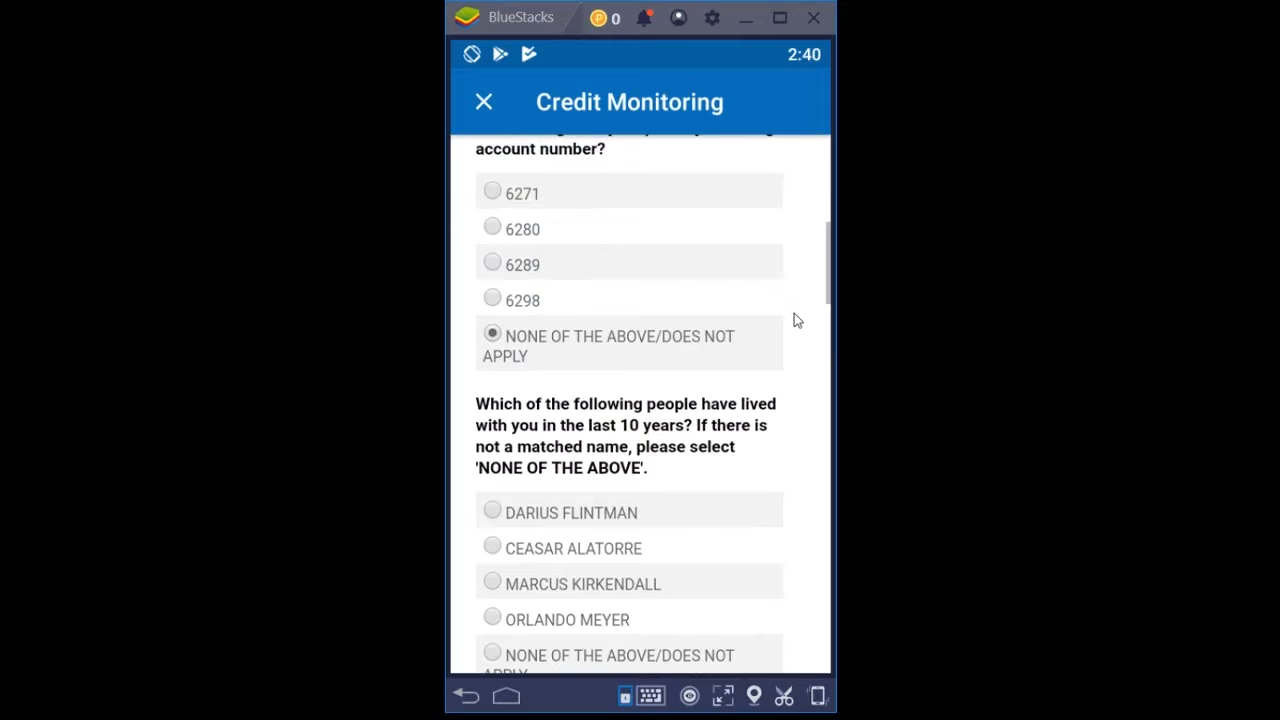 BlueStacks
0
2:40
Credit Monitoring
account number?
6271
6280
6289
6298
NONE OF THE ABOVE/DOES NOT
APPLY
Which of the following people have lived
with you in the last 10 years? If there is
not a matched name, please select
'NONE OF THE ABOVE'.
DARIUS FLINTMAN
CEASAR ALATORRE
MARCUS KIRKENDALL
ORLANDO MEYER
NONE OF THE ABOVE/DOES NOT
APPLY